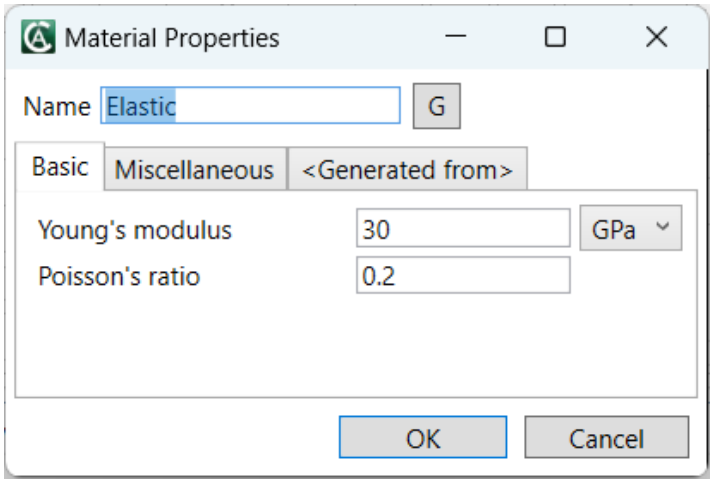 Material Properties
Name Elastic G
Basic Miscellaneous <Generated from>
Young's modulus 30 GPa
Poisson's ratio 0.2
OK Cancel